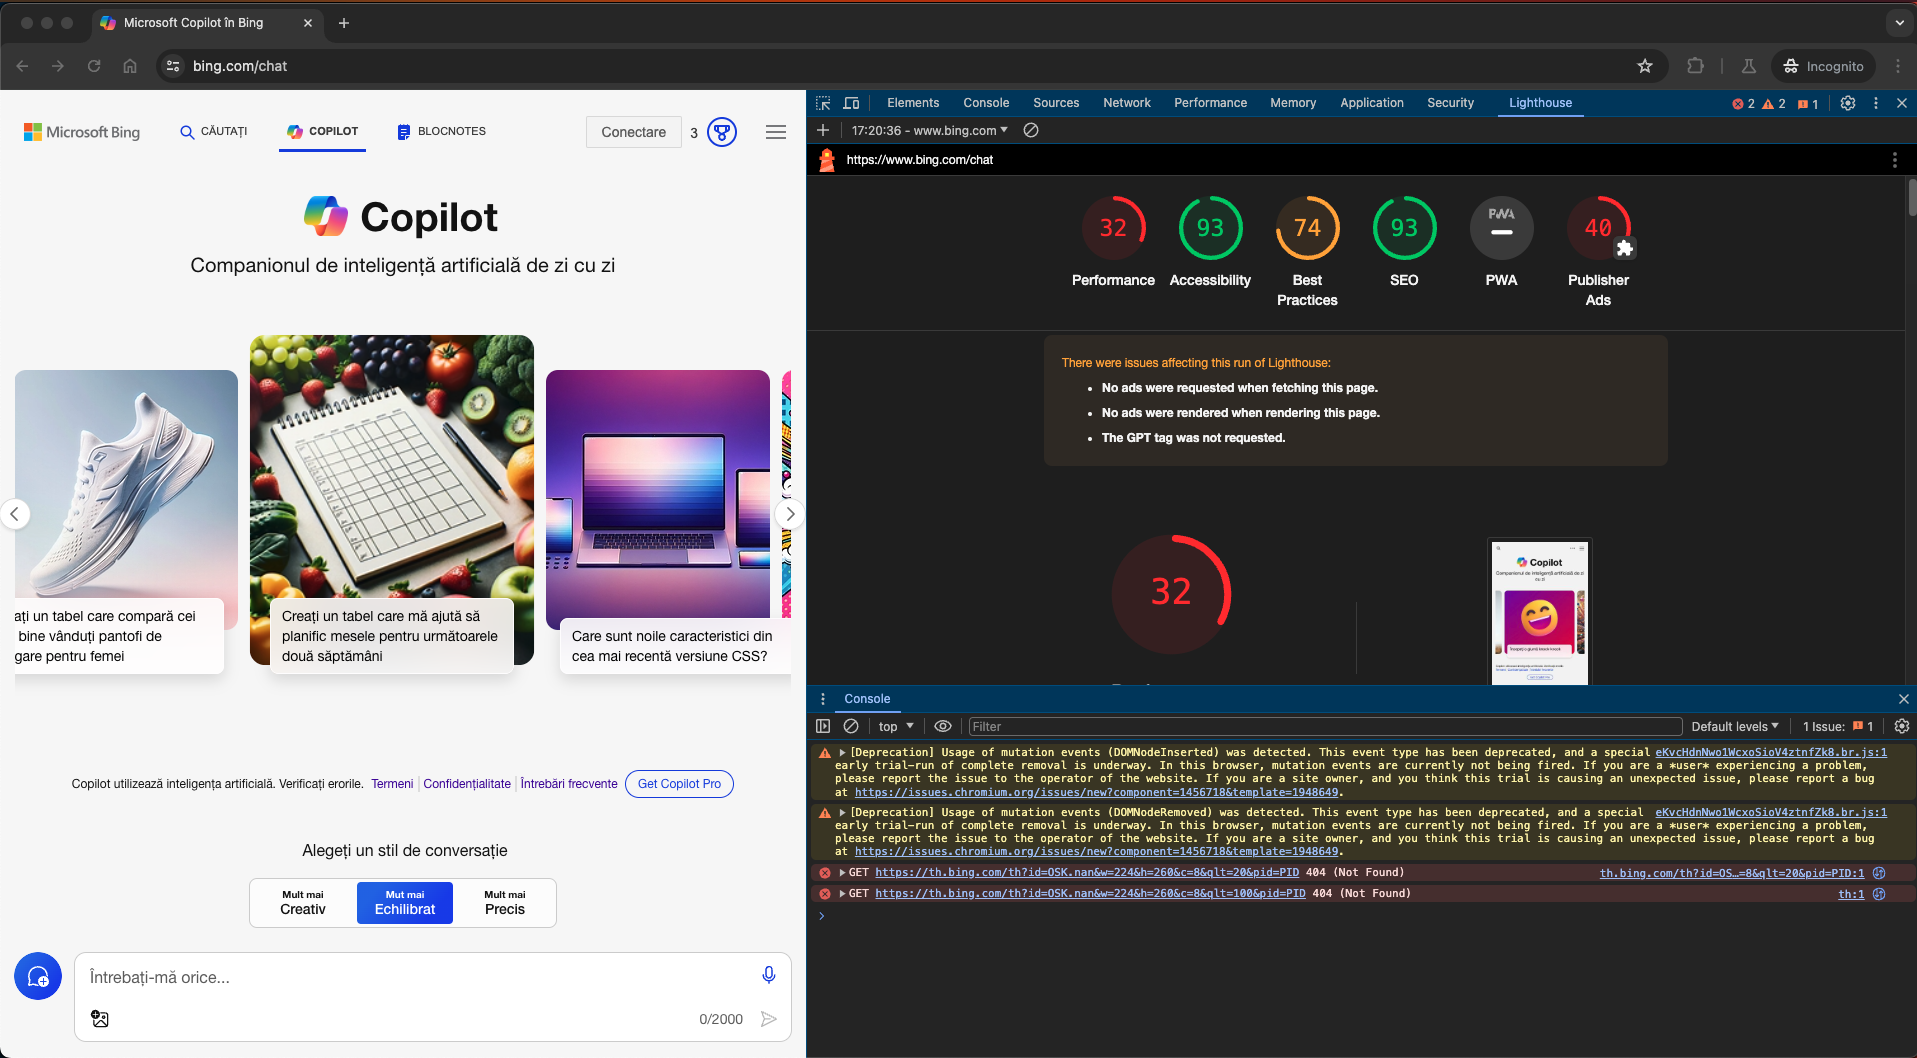 Microsoft Copilot în Bing
bing.com/chat
Incognito
Microsoft Bing
CĂUTAȚI
COPILOT
BLOCNOTES
Conectare
3
Copilot
Companionul de inteligență artificială de zi cu zi
ați un tabel care compară cei
bine vânduți pantofi de
gare pentru femei
Creați un tabel care mă ajută să
planific mesele pentru următoarele
două săptămâni
Care sunt noile caracteristici din
cea mai recentă versiune CSS?
Copilot utilizează inteligența artificială. Verificați erorile. Termeni Confidențialitate Întrebări frecvente Get Copilot Pro
Alegeți un stil de conversație
Mult mai
Creativ
Mut mai
Echilibrat
Mult mai
Precis
Întrebați-mă orice...
0/2000
Elements Console Sources Network Performance Memory Application Security Lighthouse 2 2 1
17:20:36 - www.bing.com
https://www.bing.com/chat
32 93 74 93 PWA 40
Performance Accessibility Best Practices SEO PWA Publisher Ads
There were issues affecting this run of Lighthouse:
No ads were requested when fetching this page.
No ads were rendered when rendering this page.
The GPT tag was not requested.
32
Copilot
Companionul de inteligență artificială de zi
cu zi
Console
top Filter Default levels 1 Issue: 1
[Deprecation] Usage of mutation events (DOMNodeInserted) was detected. This event type has been deprecated, and a special eKvcHdnNwo1WcxoSioV4ztnfZk8.br.js:1
early trial-run of complete removal is underway. In this browser, mutation events are currently not being fired. If you are a *user* experiencing a problem,
please report the issue to the operator of the website. If you are a site owner, and you think this trial is causing an unexpected issue, please report a bug
at https://issues.chromium.org/issues/new?component=1456718&template=1948649.
[Deprecation] Usage of mutation events (DOMNodeRemoved) was detected. This event type has been deprecated, and a special eKvcHdnNwo1WcxoSioV4ztnfZk8.br.js:1
early trial-run of complete removal is underway. In this browser, mutation events are currently not being fired. If you are a *user* experiencing a problem,
please report the issue to the operator of the website. If you are a site owner, and you think this trial is causing an unexpected issue, please report a bug
at https://issues.chromium.org/issues/new?component=1456718&template=1948649.
GET https://th.bing.com/th?id=OSK.nan&w=224&h=260&c=8&qlt=20&pid=PID 404 (Not Found) th.bing.com/th?id=OS…=8&qlt=20&pid=PID:1
GET https://th.bing.com/th?id=OSK.nan&w=224&h=260&c=8&qlt=100&pid=PID 404 (Not Found) th:1